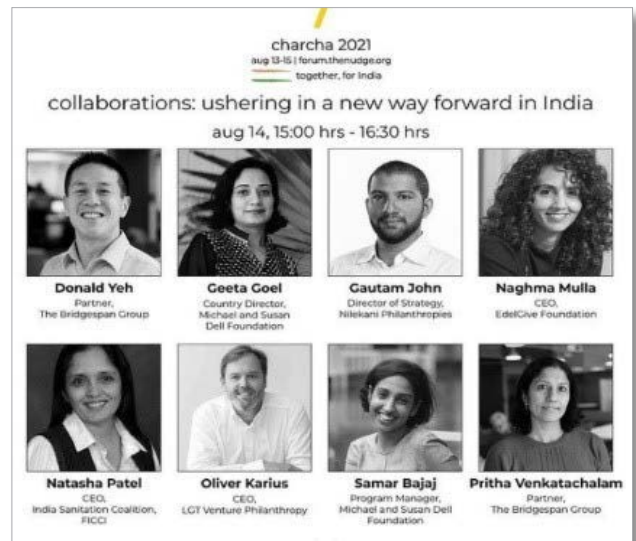 charcha 2021
aug 13-15 | forum.thenudge.org
together, for India
collaborations: ushering in a new way forward in India
aug 14, 15:00 hrs - 16:30 hrs
Donald Yeh
Partner,
The Bridgespan Group
Geeta Goel
Country Director,
Michael and Susan
Dell Foundation
Gautam John
Director of Strategy,
Nilekani Philanthropies
Naghma Mulla
CEO,
EdelGive Foundation
Natasha Patel
CEO,
India Sanitation Coalition,
FICCI
Oliver Karius
CEO,
LGT Venture Philanthropy
Samar Bajaj
Program Manager,
Michael and Susan Dell
Foundation
Pritha Venkatachalam
Partner,
The Bridgespan Group